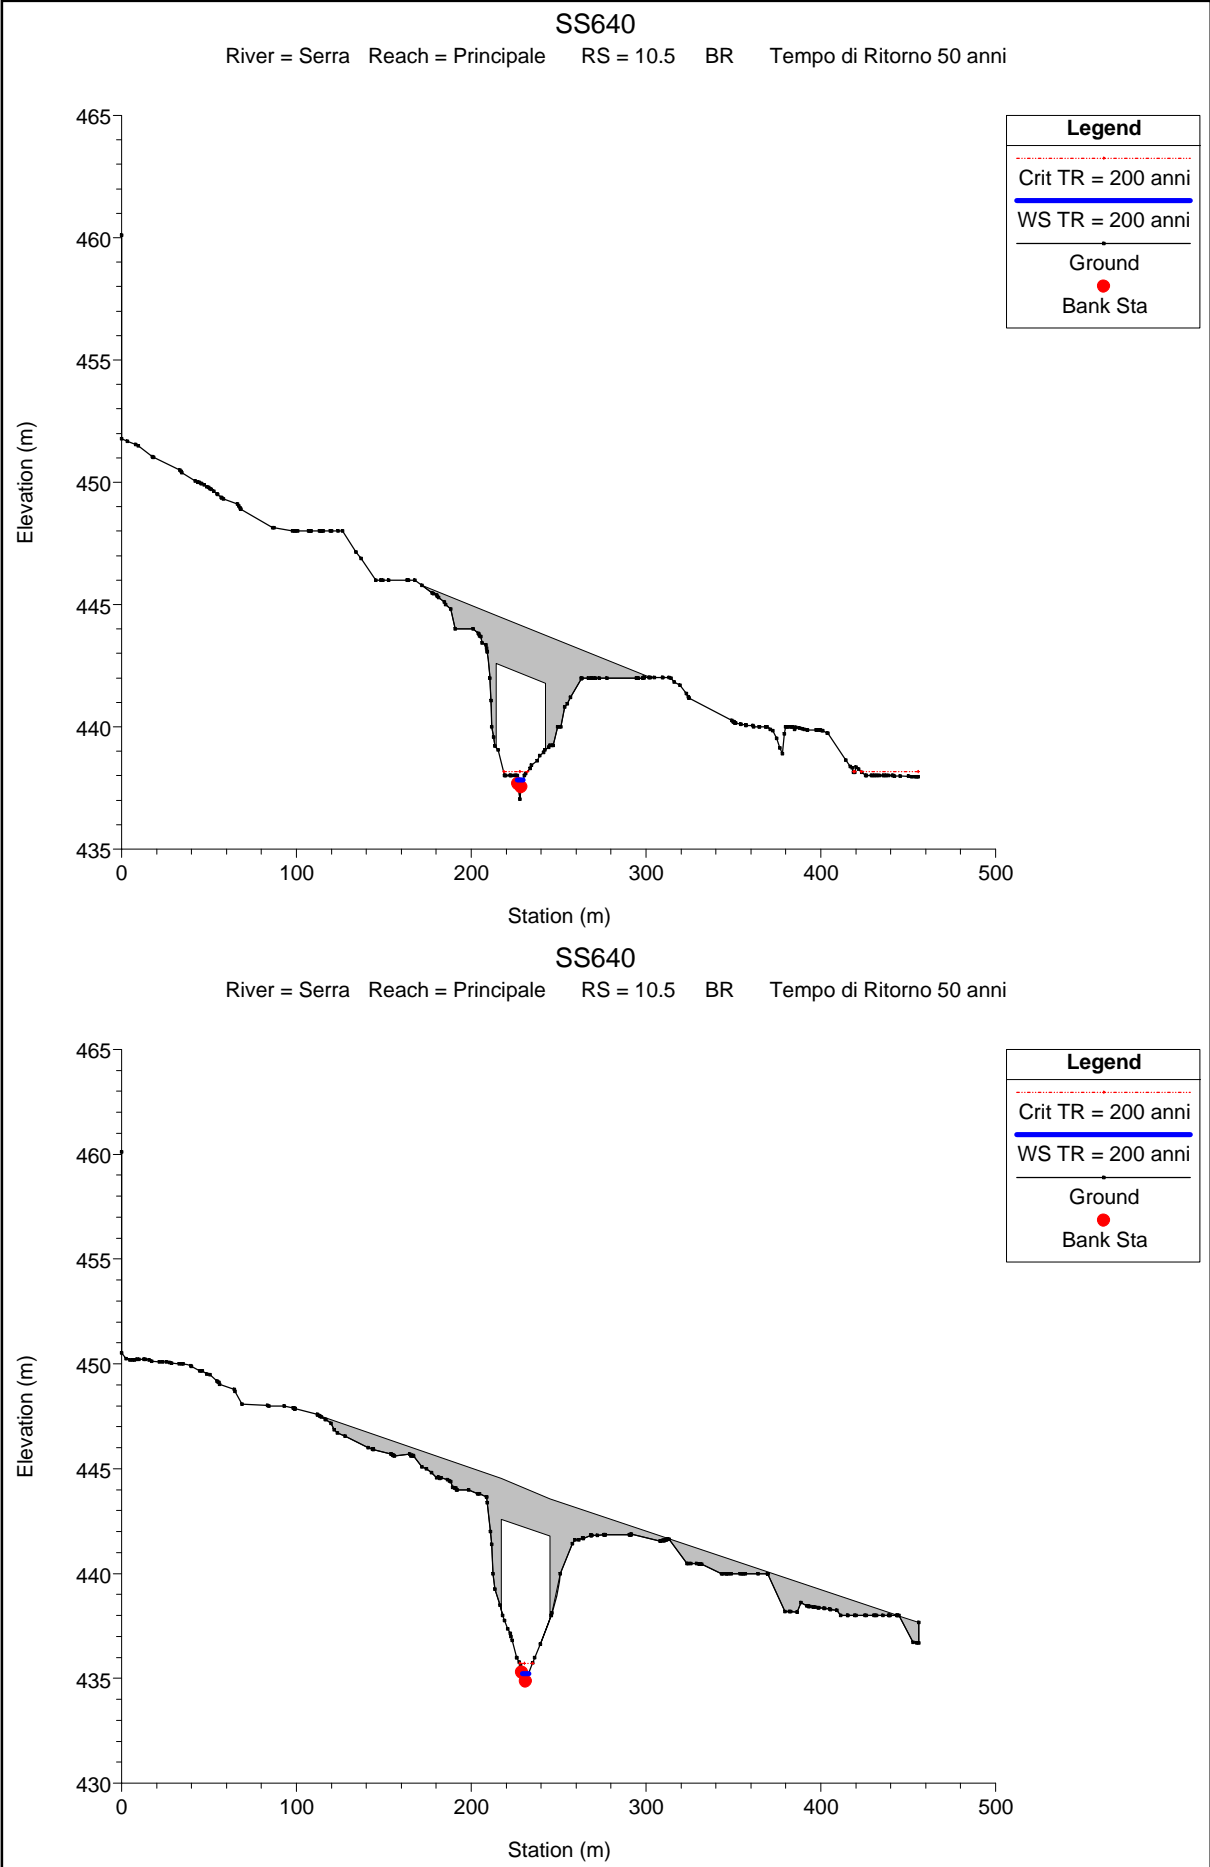 SS640
River = Serra Reach = Principale RS = 10.5 BR Tempo di Ritorno 50 anni
465
460
455
450
445
440
435
Elevation (m)
0 100 200 300 400 500
Station (m)
Legend
Crit TR = 200 anni
WS TR = 200 anni
Ground
Bank Sta
SS640
River = Serra Reach = Principale RS = 10.5 BR Tempo di Ritorno 50 anni
465
460
455
450
445
440
435
430
Elevation (m)
0 100 200 300 400 500
Station (m)
Legend
Crit TR = 200 anni
WS TR = 200 anni
Ground
Bank Sta